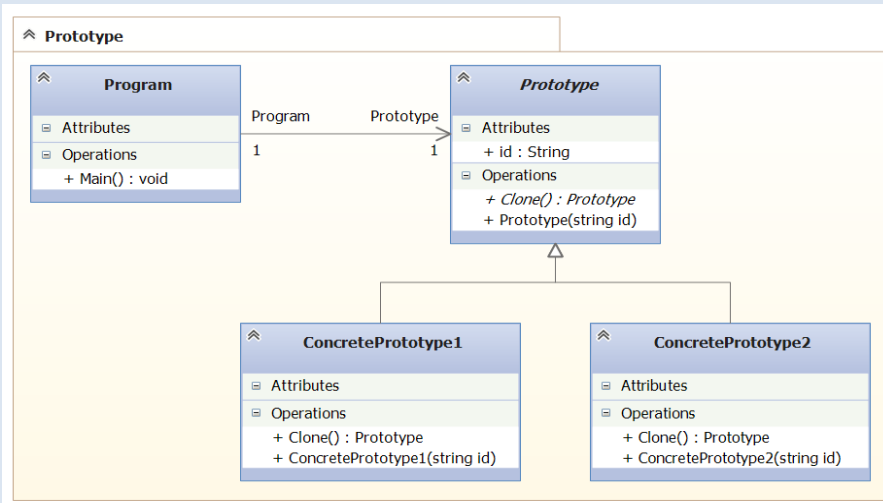 Prototype
Program
Attributes
Operations
+ Main() : void
Program
Prototype
1
1
Prototype
Attributes
+ id : String
Operations
+ Clone() : Prototype
+ Prototype(string id)
ConcretePrototype1
Attributes
Operations
+ Clone() : Prototype
+ ConcretePrototype1(string id)
ConcretePrototype2
Attributes
Operations
+ Clone() : Prototype
+ ConcretePrototype2(string id)